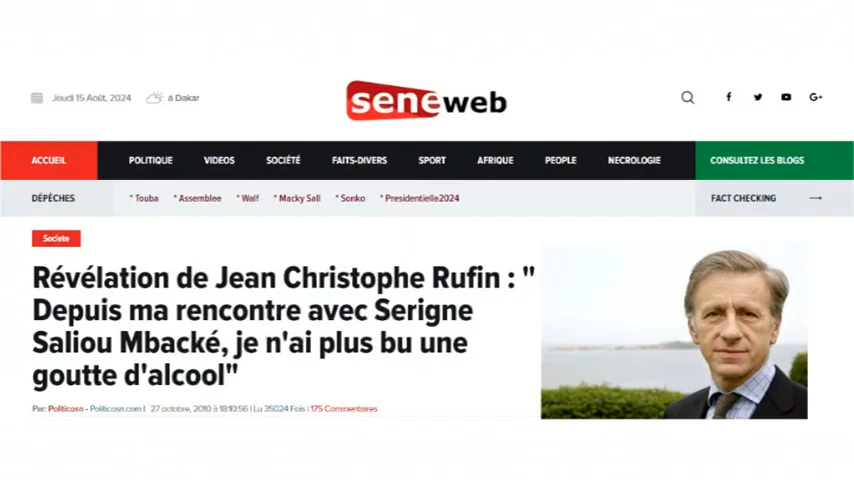 Jeudi 15 Août, 2024 á Dakar
seneweb
ACCUEIL POLITIQUE VIDEOS SOCIÉTÉ FAITS-DIVERS SPORT AFRIQUE PEOPLE NECROLOGIE CONSULTEZ LES BLOGS
DÉPÊCHES * Touba * Assemblee * Walf * Macky Sall * Sonko * Presidentielle2024 FACT CHECKING
Societe
Révélation de Jean Christophe Rufin : "
Depuis ma rencontre avec Serigne
Saliou Mbacké, je n'ai plus bu une
goutte d'alcool"
Par: Politicosn - Politicosn.com I 27 octobre, 2010 à 18:10:56 I Lu 35024 Fois I 175 Commentaires